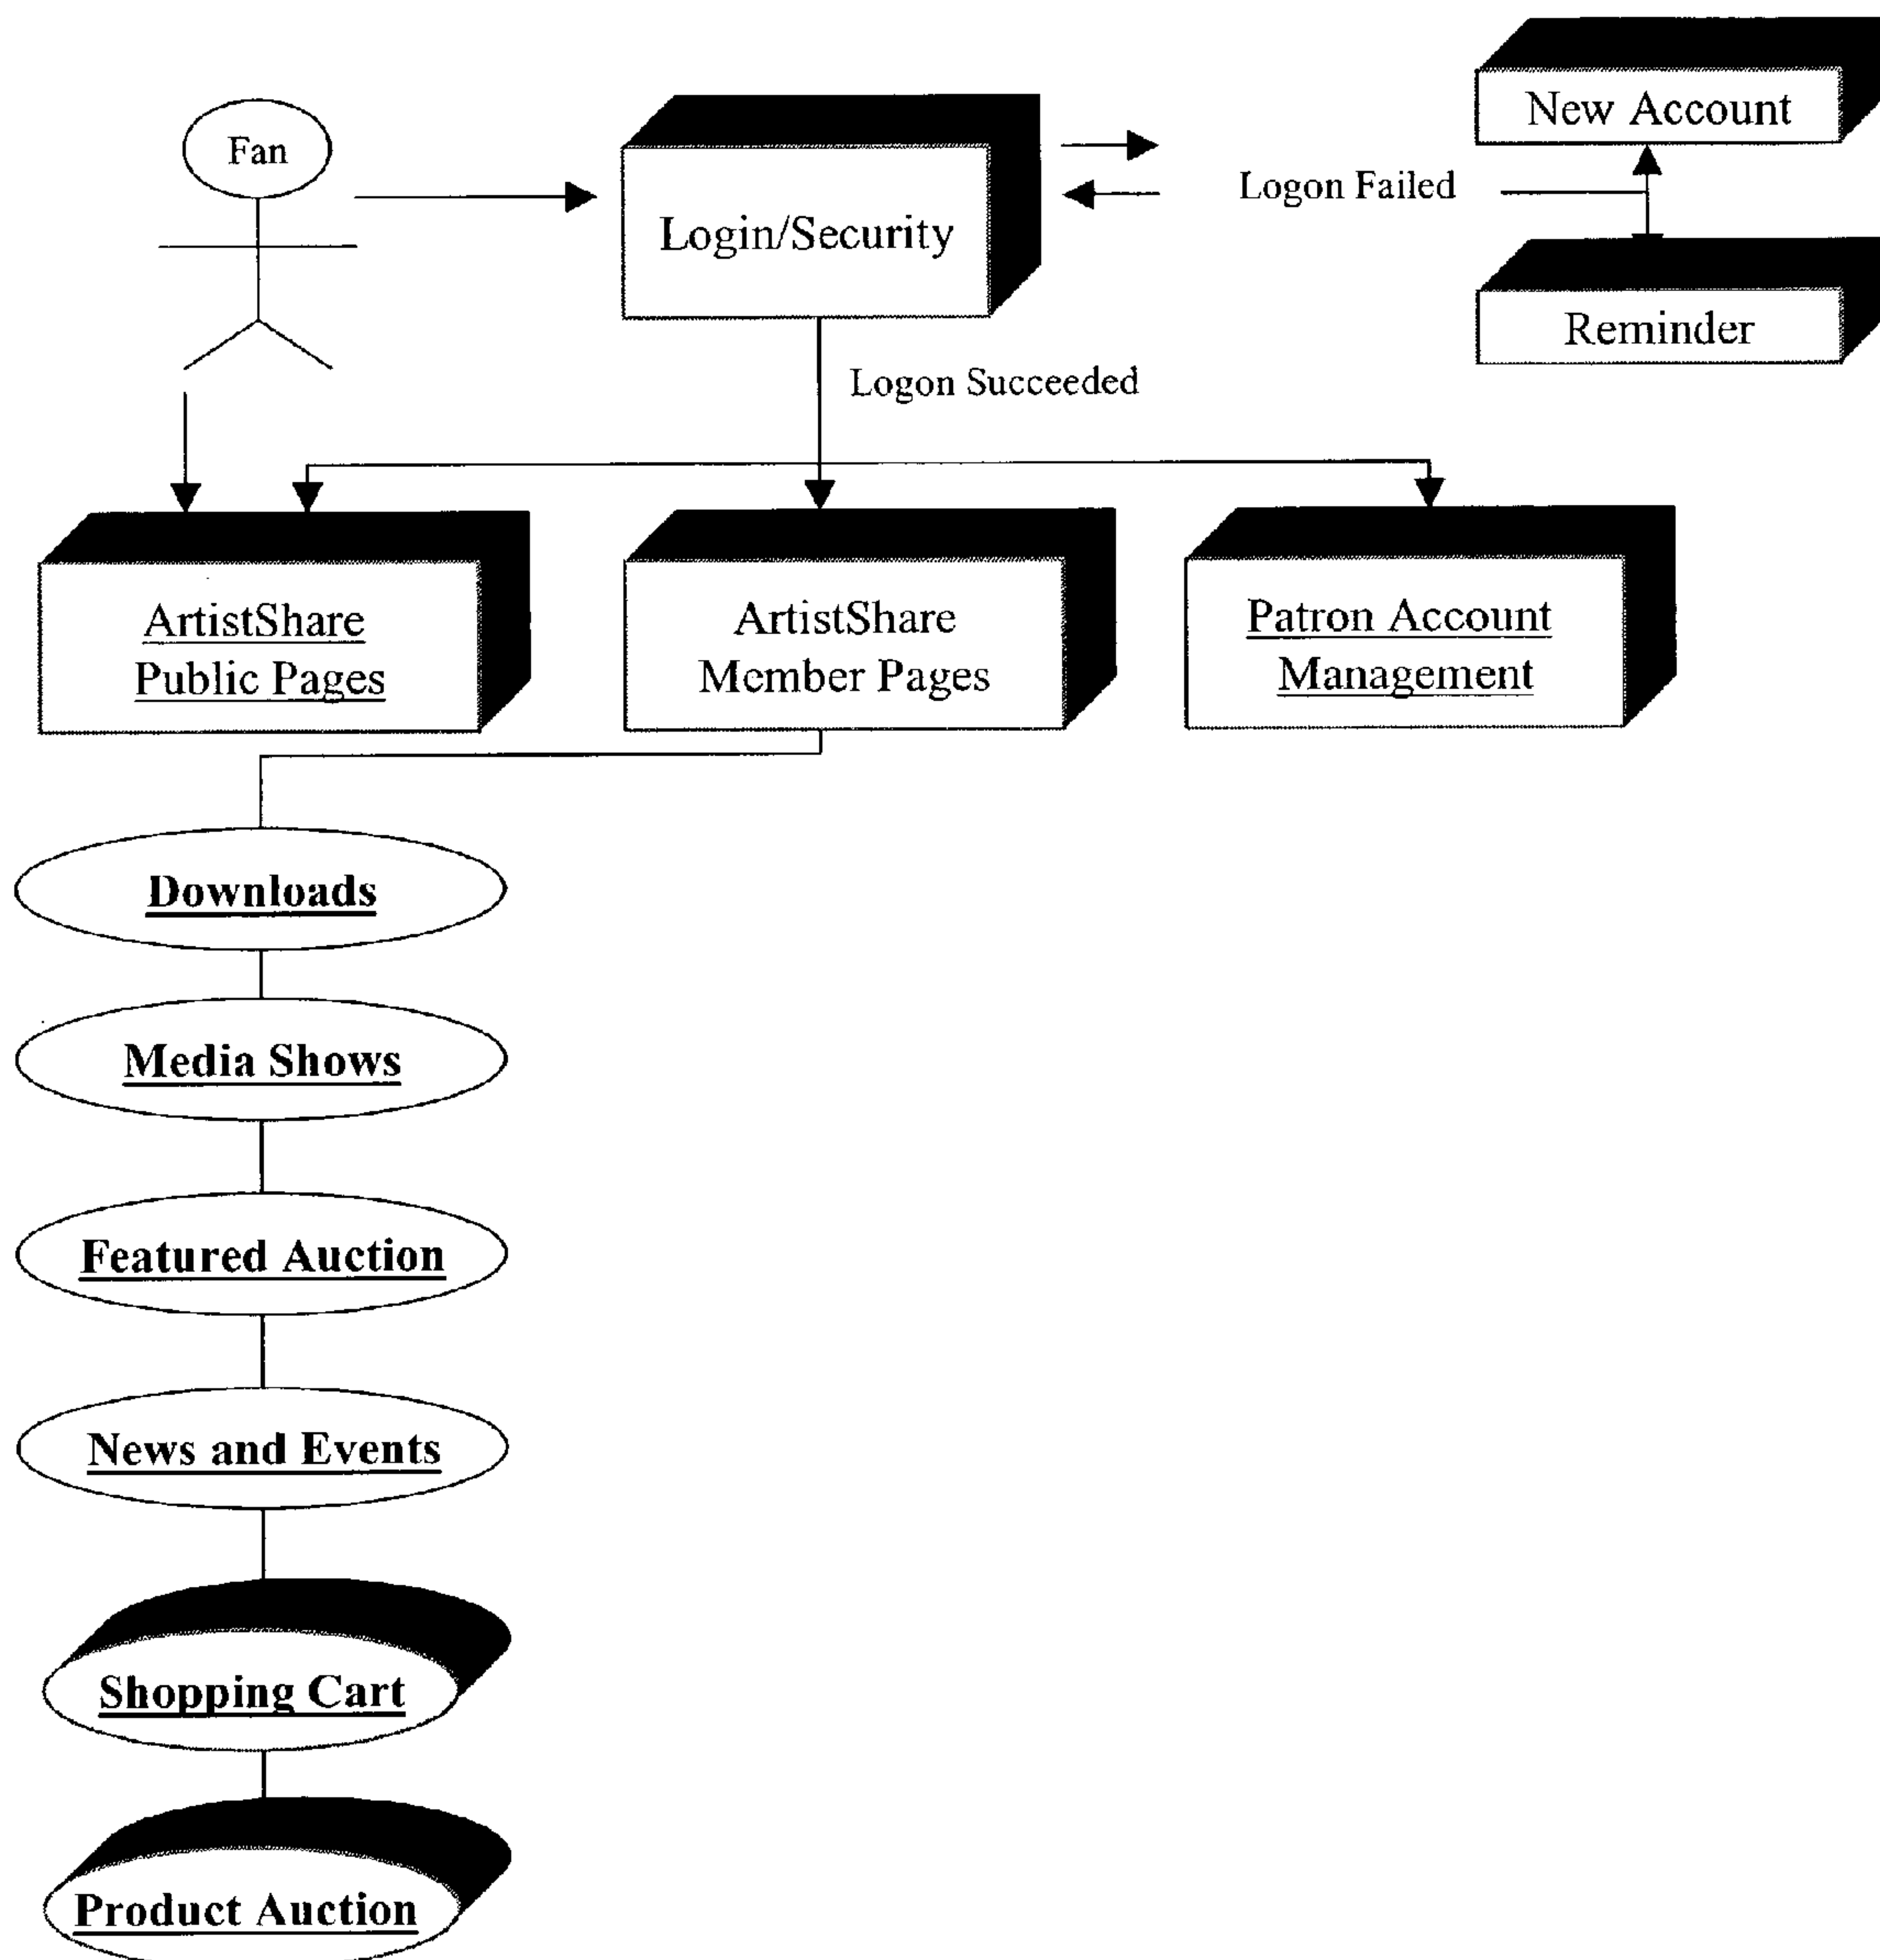 Fan
Login/Security
Logon Failed
New Account
Reminder
Logon Succeeded
ArtistShare
Public Pages
ArtistShare
Member Pages
Patron Account
Management
Downloads
Media Shows
Featured Auction
News and Events
Shopping Cart
Product Auction